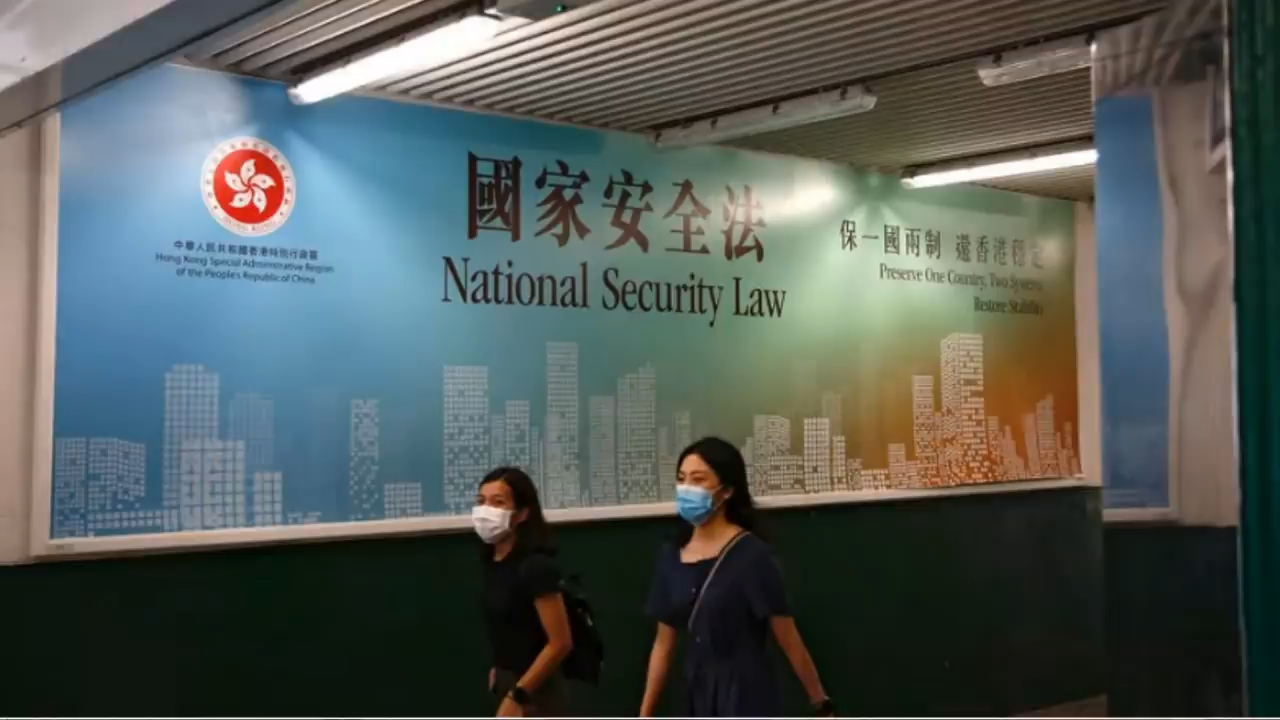 中華人民共和國香港特別行政區
Hong Kong Special Administrative Region
of the People's Republic of China
國家安全法
National Security Law
保一國兩制 還香港穩定
Preserve One Country, Two Systems
Restore Stability